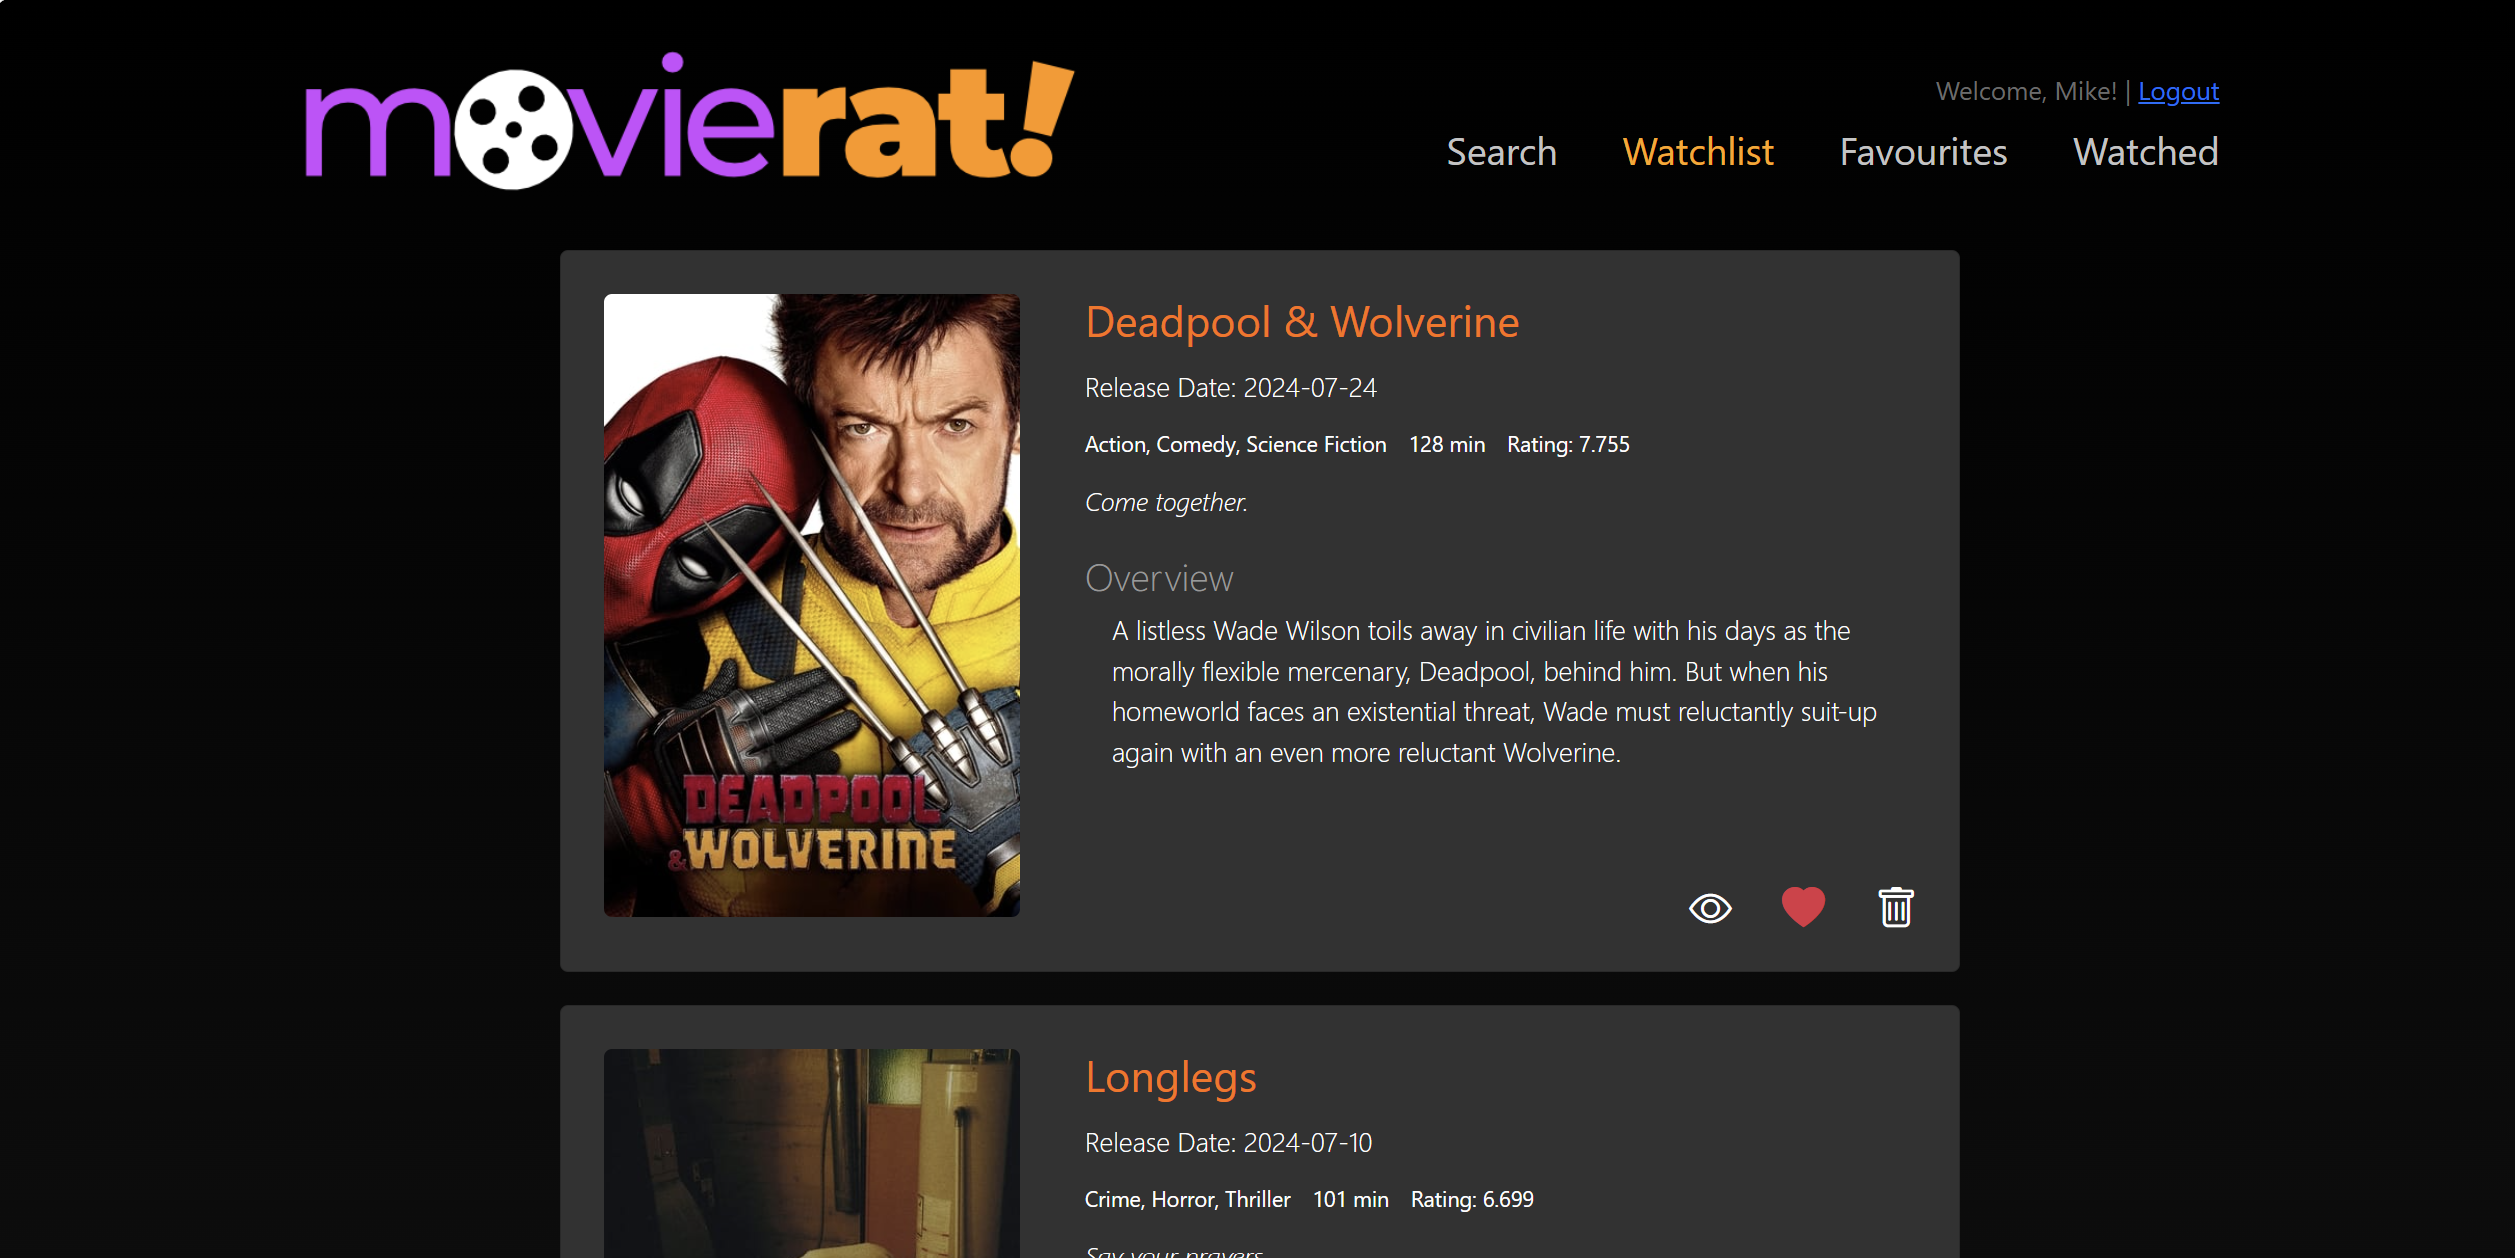 movierat!
Welcome, Mike! | Logout
Search Watchlist Favourites Watched
Deadpool & Wolverine
Release Date: 2024-07-24
Action, Comedy, Science Fiction 128 min Rating: 7.755
Come together.
Overview
A listless Wade Wilson toils away in civilian life with his days as the
morally flexible mercenary, Deadpool, behind him. But when his
homeworld faces an existential threat, Wade must reluctantly suit-up
again with an even more reluctant Wolverine.
DEADPOOL
& WOLVERINE
Longlegs
Release Date: 2024-07-10
Crime, Horror, Thriller 101 min Rating: 6.699
Say your prayers.